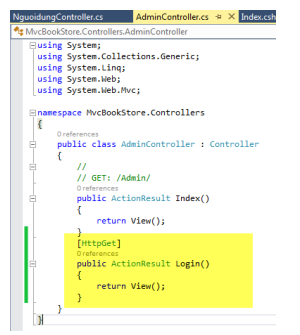 NguoidungController.cs AdminController.cs Index.csh
MvcBookStore.Controllers.AdminController
using System;
using System.Collections.Generic;
using System.Linq;
using System.Web;
using System.Web.Mvc;
namespace MvcBookStore.Controllers
{
0 references
public class AdminController : Controller
{
//
// GET: /Admin/
0 references
public ActionResult Index()
{
return View();
}
[HttpGet]
0 references
public ActionResult Login()
{
return View();
}
}
}